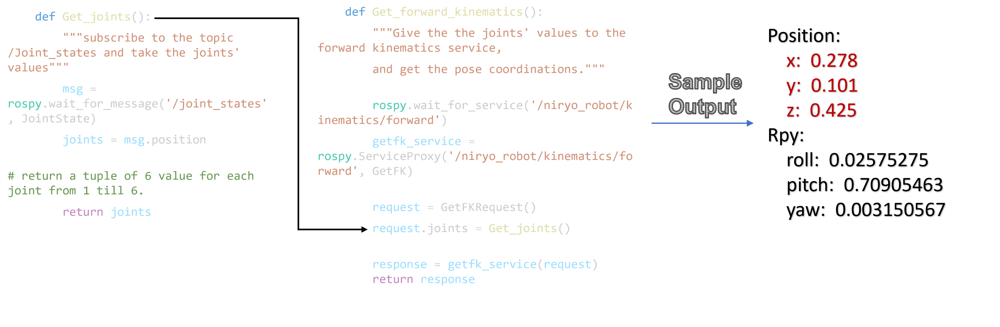 def Get_joints():
"""subscribe to the topic
/Joint_states and take the joints'
values"""
msg =
rospy.wait_for_message('/joint_states'
, JointState)
joints = msg.position
# return a tuple of 6 value for each
joint from 1 till 6.
return joints
def Get_forward_kinematics():
"""Give the the joints' values to the
forward kinematics service,
and get the pose coordinations."""
rospy.wait_for_service('/niryo_robot/k
inematics/forward')
getfk_service =
rospy.ServiceProxy('/niryo_robot/kinematics/fo
rward', GetFK)
request = GetFKRequest()
request.joints = Get_joints()
response = getfk_service(request)
return response
Sample
Output
Position:
x: 0.278
y: 0.101
z: 0.425
Rpy:
roll: 0.02575275
pitch: 0.70905463
yaw: 0.003150567